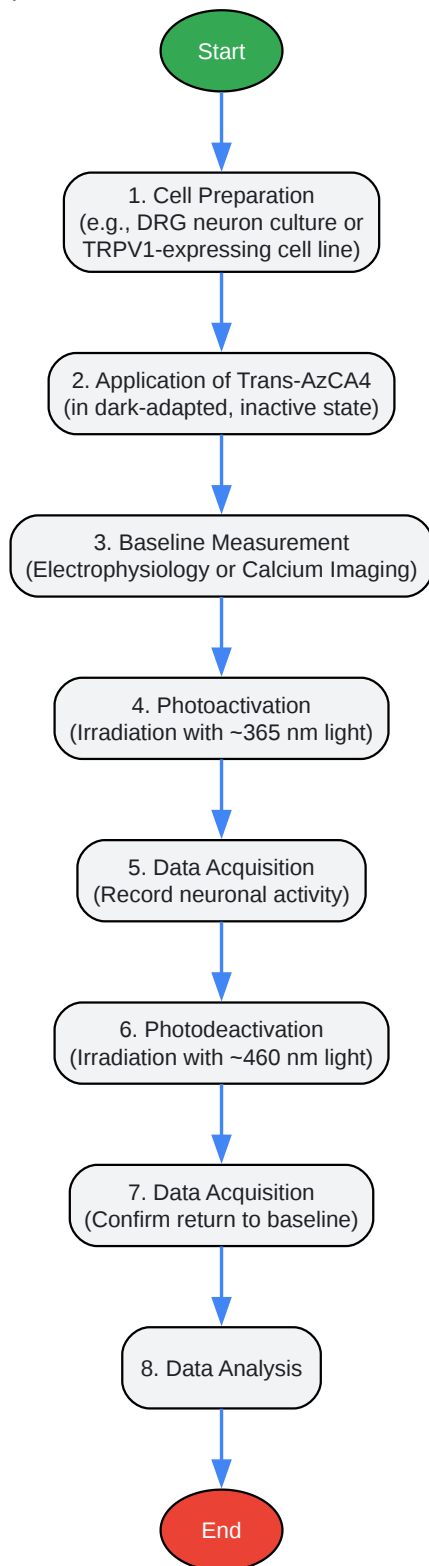 Start
1. Cell Preparation
(e.g., DRG neuron culture or
TRPV1-expressing cell line)
2. Application of Trans-AzCA4
(in dark-adapted, inactive state)
3. Baseline Measurement
(Electrophysiology or Calcium Imaging)
4. Photoactivation
(Irradiation with ~365 nm light)
5. Data Acquisition
(Record neuronal activity)
6. Photodeactivation
(Irradiation with ~460 nm light)
7. Data Acquisition
(Confirm return to baseline)
8. Data Analysis
End